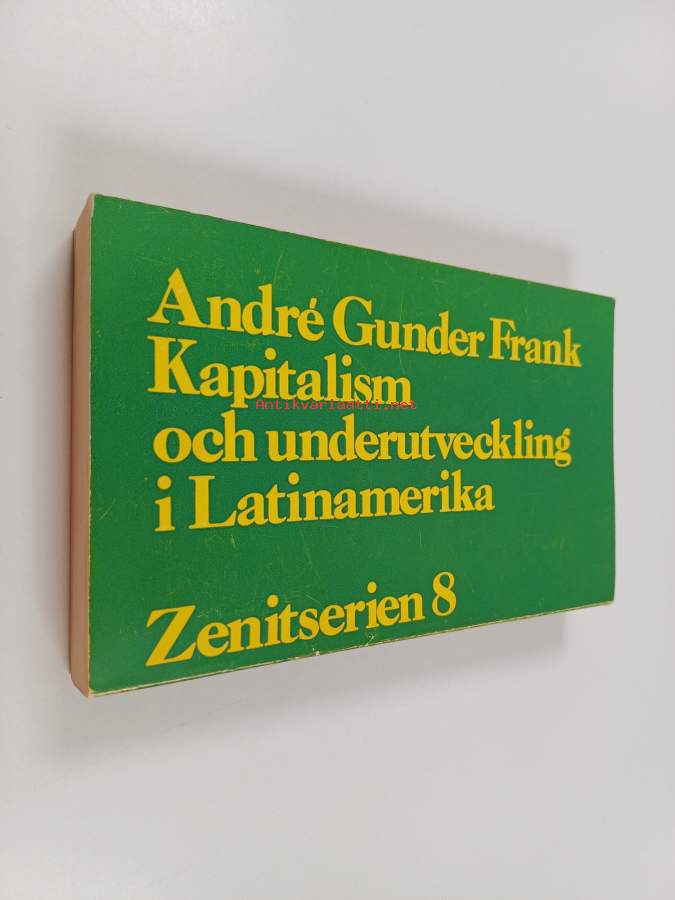 André Gunder Frank
Kapitalism
Antikvariaatti.net
och underutveckling
i Latinamerika
Zenitserien 8